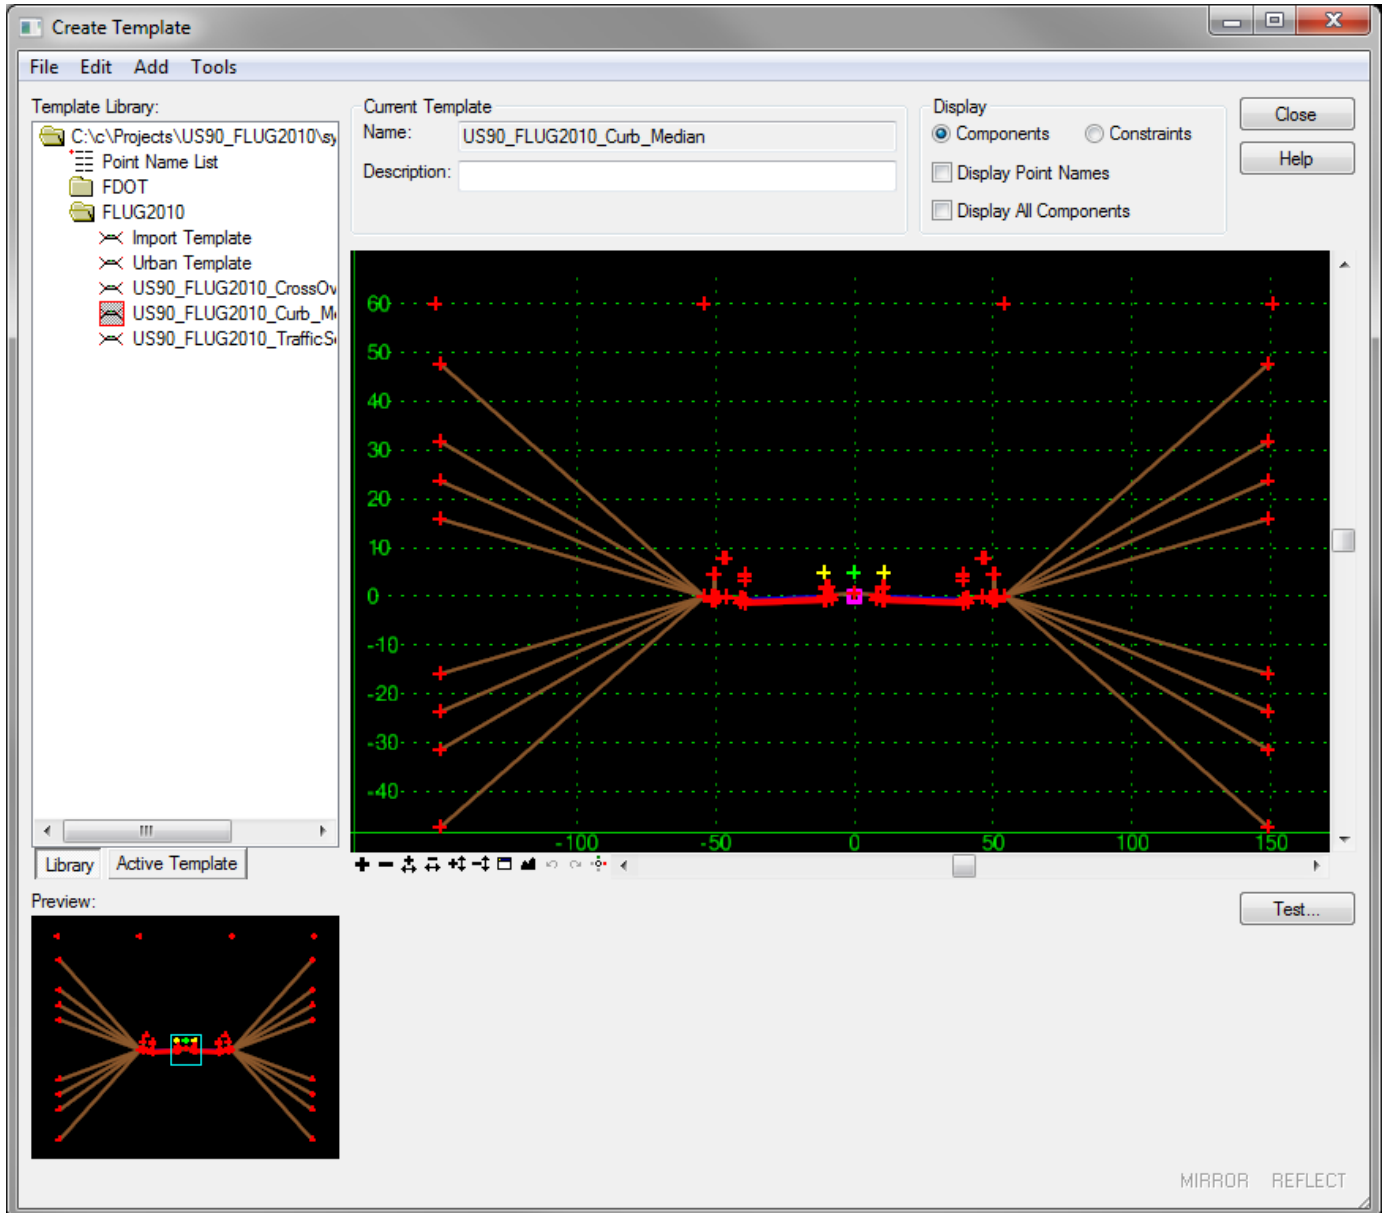 Create Template
File Edit Add Tools
Template Library:
C:\c\Projects\US90_FLUG2010\sy
Point Name List
FDOT
FLUG2010
Import Template
Urban Template
US90_FLUG2010_CrossOv
US90_FLUG2010_Curb_M
US90_FLUG2010_TrafficS
Library Active Template
Current Template
Name: US90_FLUG2010_Curb_Median
Description:
Display
Components Constraints
Display Point Names
Display All Components
Close
Help
60
50
40
30
20
10
0
-10
-20
-30
-40
-100 -50 0 50 100 150
Preview:
Test...
MIRROR REFLECT